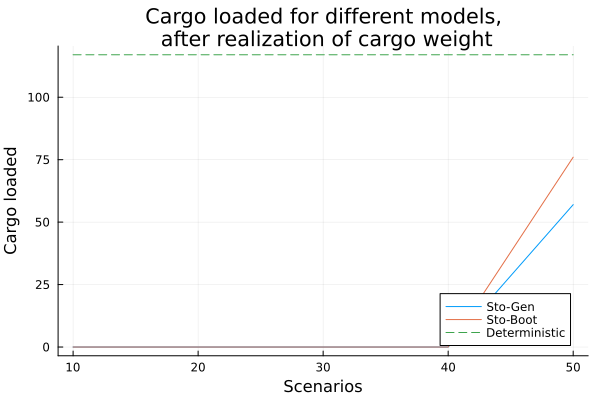 Cargo loaded for different models,
after realization of cargo weight
Cargo loaded
100
75
50
25
0
10
20
30
40
50
Scenarios
Sto-Gen
Sto-Boot
Deterministic